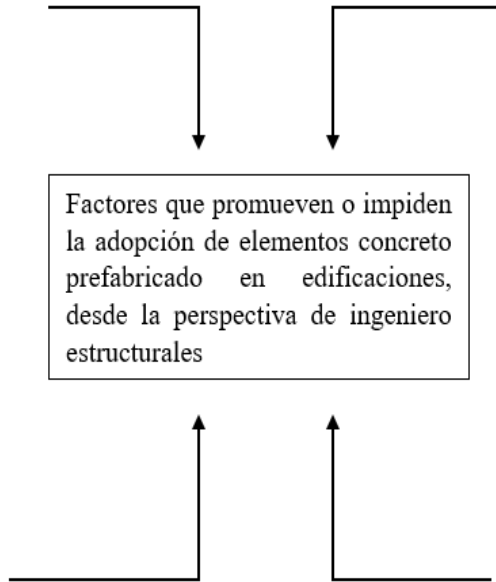 Factores que promueven o impiden
la adopción de elementos concreto
prefabricado en edificaciones,
desde la perspectiva de ingeniero
estructurales